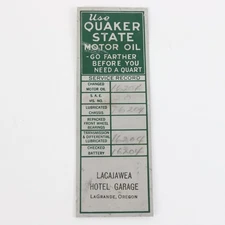 Use
QUAKER
STATE
MOTOR OIL
- GO FARTHER
BEFORE YOU
NEED A QUART
SERVICE RECORD
CHANGED
MOTOR OIL
S.A.E.
VIS. NO.
LUBRICATED
CHASSIS
REPACKED
FRONT WHEEL
BEARINGS
TRANSMISSION
& DIFFERENTIAL
LUBRICATED
CHECKED
BATTERY
LACAJAWEA
HOTEL GARAGE
LAGRANDE, OREGON